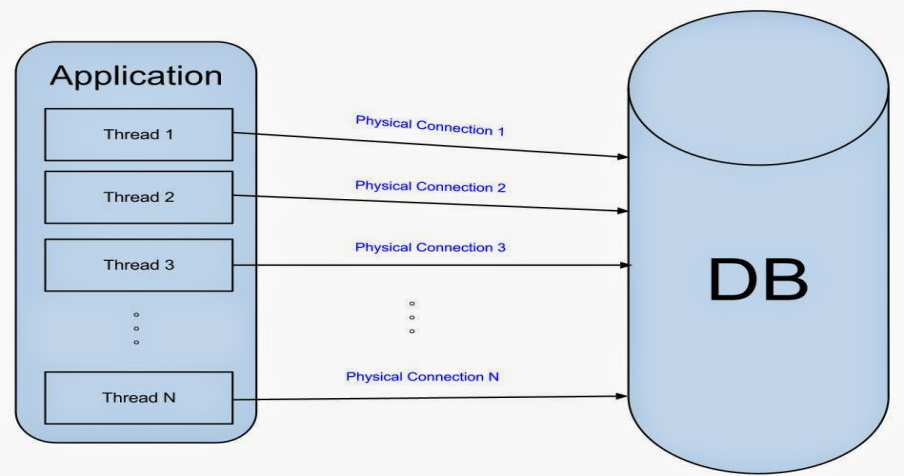 Application
Thread 1
Physical Connection 1
Thread 2
Physical Connection 2
Thread 3
Physical Connection 3
DB
Thread N
Physical Connection N